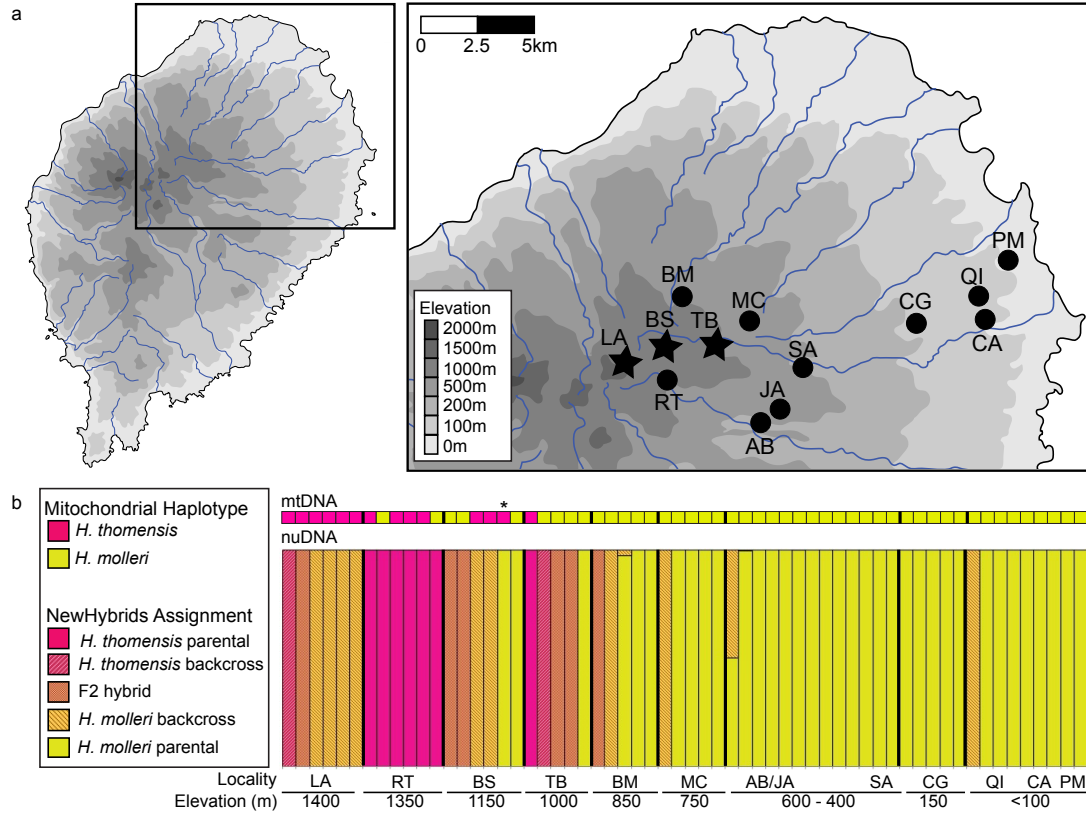 a
0 2.5 5km
Elevation
2000m
1500m
1000m
500m
200m
100m
0m
PM
QI
BM
MC
CG
BS TB
LA
CA
SA
RT
JA
AB
b
Mitochondrial Haplotype
H. thomensis
H. molleri
NewHybrids Assignment
H. thomensis parental
H. thomensis backcross
F2 hybrid
H. molleri backcross
H. molleri parental
mtDNA
*
nuDNA
Locality LA RT BS TB BM MC AB/JA SA CG QI CA PM
Elevation (m) 1400 1350 1150 1000 850 750 600 - 400 150 <100